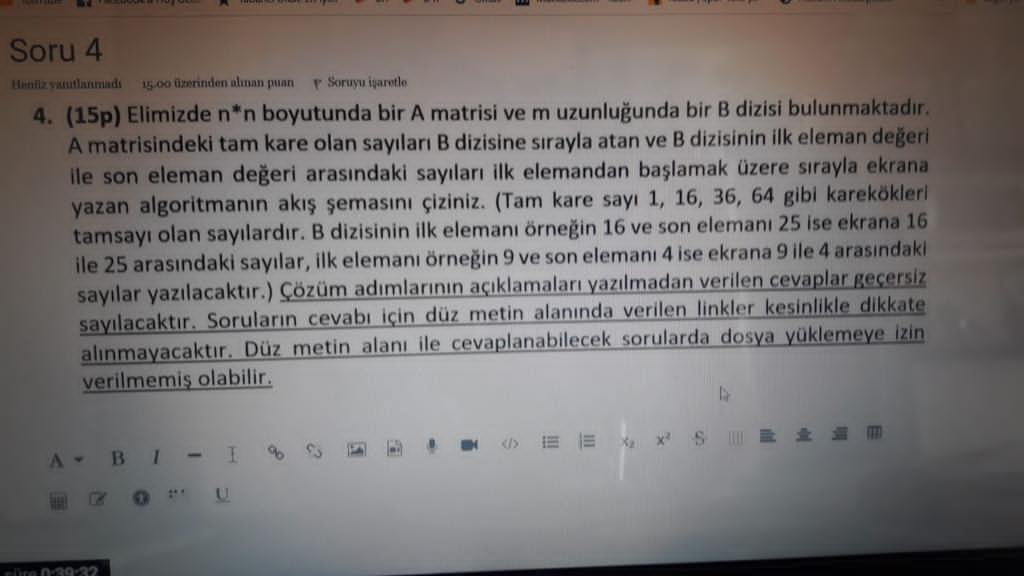 Soru 4
Henüz yanıtlanmadı 15,00 üzerinden alınan puan Soruyu işaretle
4. (15p) Elimizde n*n boyutunda bir A matrisi ve m uzunluğunda bir B dizisi bulunmaktadır.
A matrisindeki tam kare olan sayıları B dizisine sırayla atan ve B dizisinin ilk eleman değeri
ile son eleman değeri arasındaki sayıları ilk elemandan başlamak üzere sırayla ekrana
yazan algoritmanın akış şemasını çiziniz. (Tam kare sayı 1, 16, 36, 64 gibi karekökleri
tamsayı olan sayılardır. B dizisinin ilk elemanı örneğin 16 ve son elemanı 25 ise ekrana 16
ile 25 arasındaki sayılar, ilk elemanı örneğin 9 ve son elemanı 4 ise ekrana 9 ile 4 arasındaki
sayılar yazılacaktır.) Çözüm adımlarının açıklamaları yazılmadan verilen cevaplar geçersiz
sayılacaktır. Soruların cevabı için düz metin alanında verilen linkler kesinlikle dikkate
alınmayacaktır. Düz metin alanı ile cevaplanabilecek sorularda dosya yüklemeye izin
verilmemiş olabilir.
A B I x₂ x² S
U
süre 0:39:32